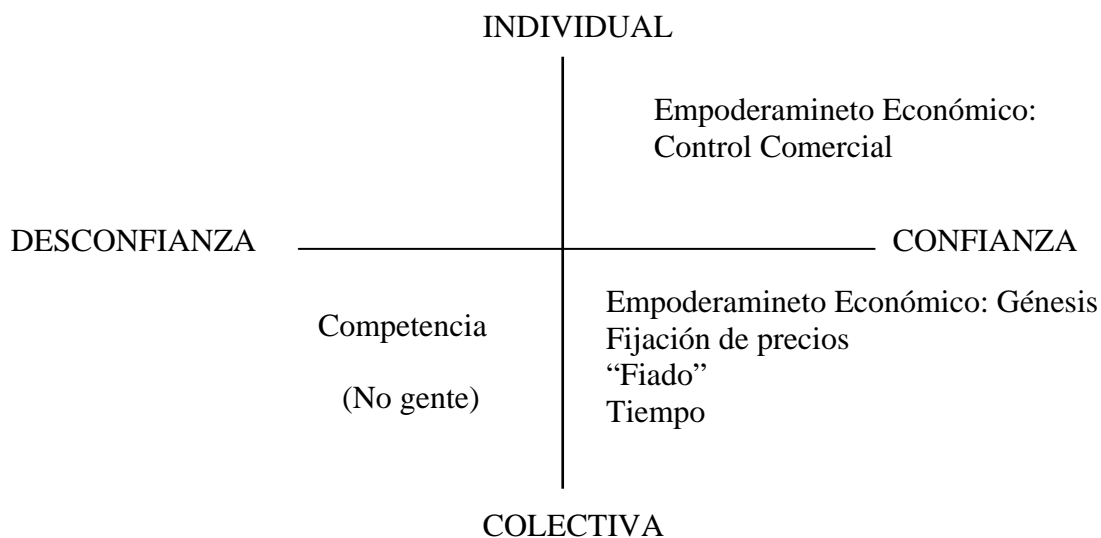 INDIVIDUAL
Empoderamineto Económico:
Control Comercial
DESCONFIANZA
CONFIANZA
Competencia
(No gente)
Empoderamineto Económico: Génesis
Fijación de precios
“Fiado”
Tiempo
COLECTIVA